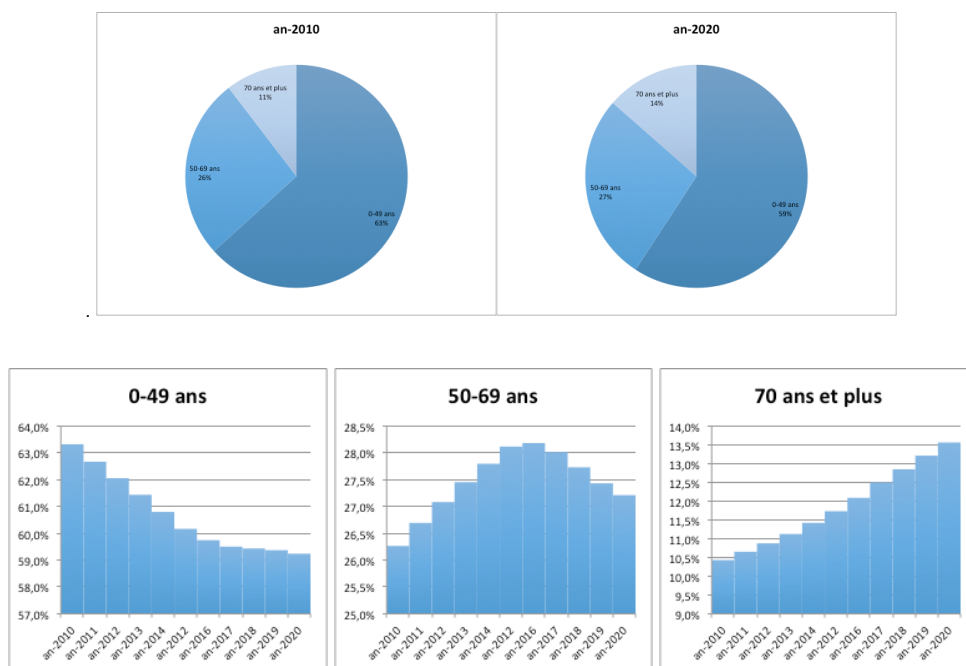 an-2010
an-2020
70 ans et plus
11%
50-69 ans
26%
0-49 ans
63%
70 ans et plus
14%
50-69 ans
27%
0-49 ans
59%
.
0-49 ans
64,0%
63,0%
62,0%
61,0%
60,0%
59,0%
58,0%
57,0%
an-2010
an-2011
an-2012
an-2013
an-2014
an-2012
an-2016
an-2017
an-2018
an-2019
an-2020
50-69 ans
28,5%
28,0%
27,5%
27,0%
26,5%
26,0%
25,5%
25,0%
an-2010
an-2011
an-2012
an-2013
an-2014
an-2012
an-2016
an-2017
an-2018
an-2019
an-2020
70 ans et plus
14,0%
13,5%
13,0%
12,5%
12,0%
11,5%
11,0%
10,5%
10,0%
9,5%
9,0%
an-2010
an-2011
an-2012
an-2013
an-2014
an-2012
an-2016
an-2017
an-2018
an-2019
an-2020